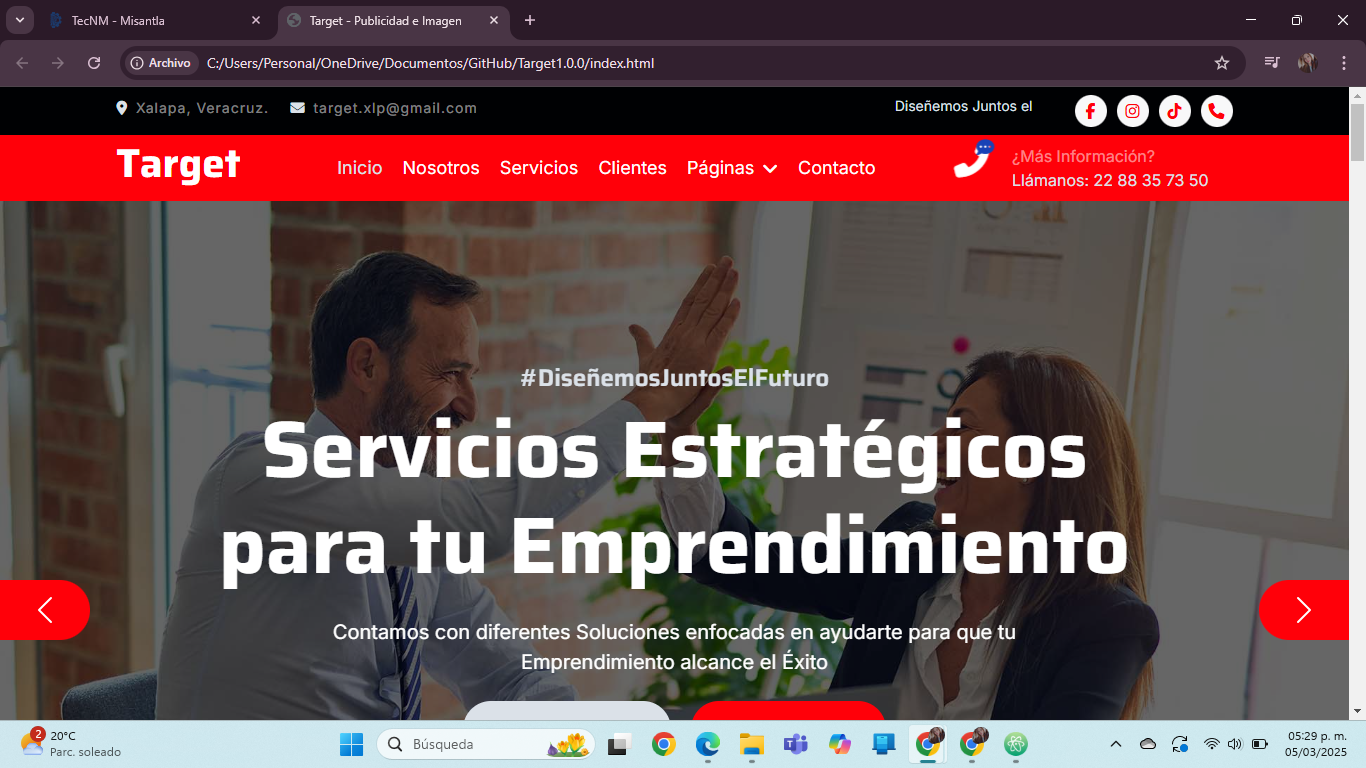 TecNM - Misantla
Target - Publicidad e Imagen
Archivo
C:/Users/Personal/OneDrive/Documentos/GitHub/Target1.0.0/index.html
Xalapa, Veracruz.
target.xlp@gmail.com
Diseñemos Juntos el
Target
Inicio
Nosotros
Servicios
Clientes
Páginas
Contacto
¿Más Información?
Llámanos: 22 88 35 73 50
#DiseñemosJuntosElFuturo
Servicios Estratégicos
para tu Emprendimiento
Contamos con diferentes Soluciones enfocadas en ayudarte para que tu
Emprendimiento alcance el Éxito
2
20°C
Parc. soleado
Búsqueda
05:29 p. m.
05/03/2025